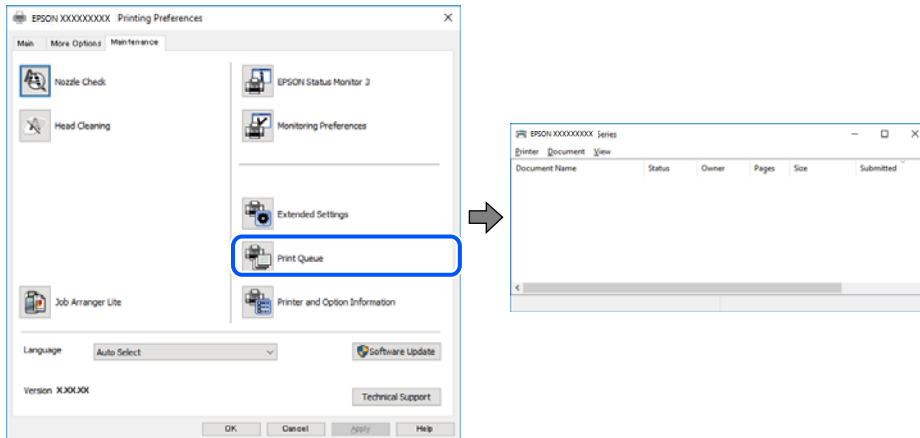 EPSON XXXXXXXXX Printing Preferences
Main More Options Maintenance
Nozzle Check
EPSON Status Monitor 3
Head Cleaning
Monitoring Preferences
Extended Settings
Print Queue
Job Arranger Lite
Printer and Option Information
Language Auto Select
Software Update
Version X.XX.XX
Technical Support
OK Cancel Apply Help
EPSON XXXXXXXXX Series
Printer Document View
Document Name Status Owner Pages Size Submitted